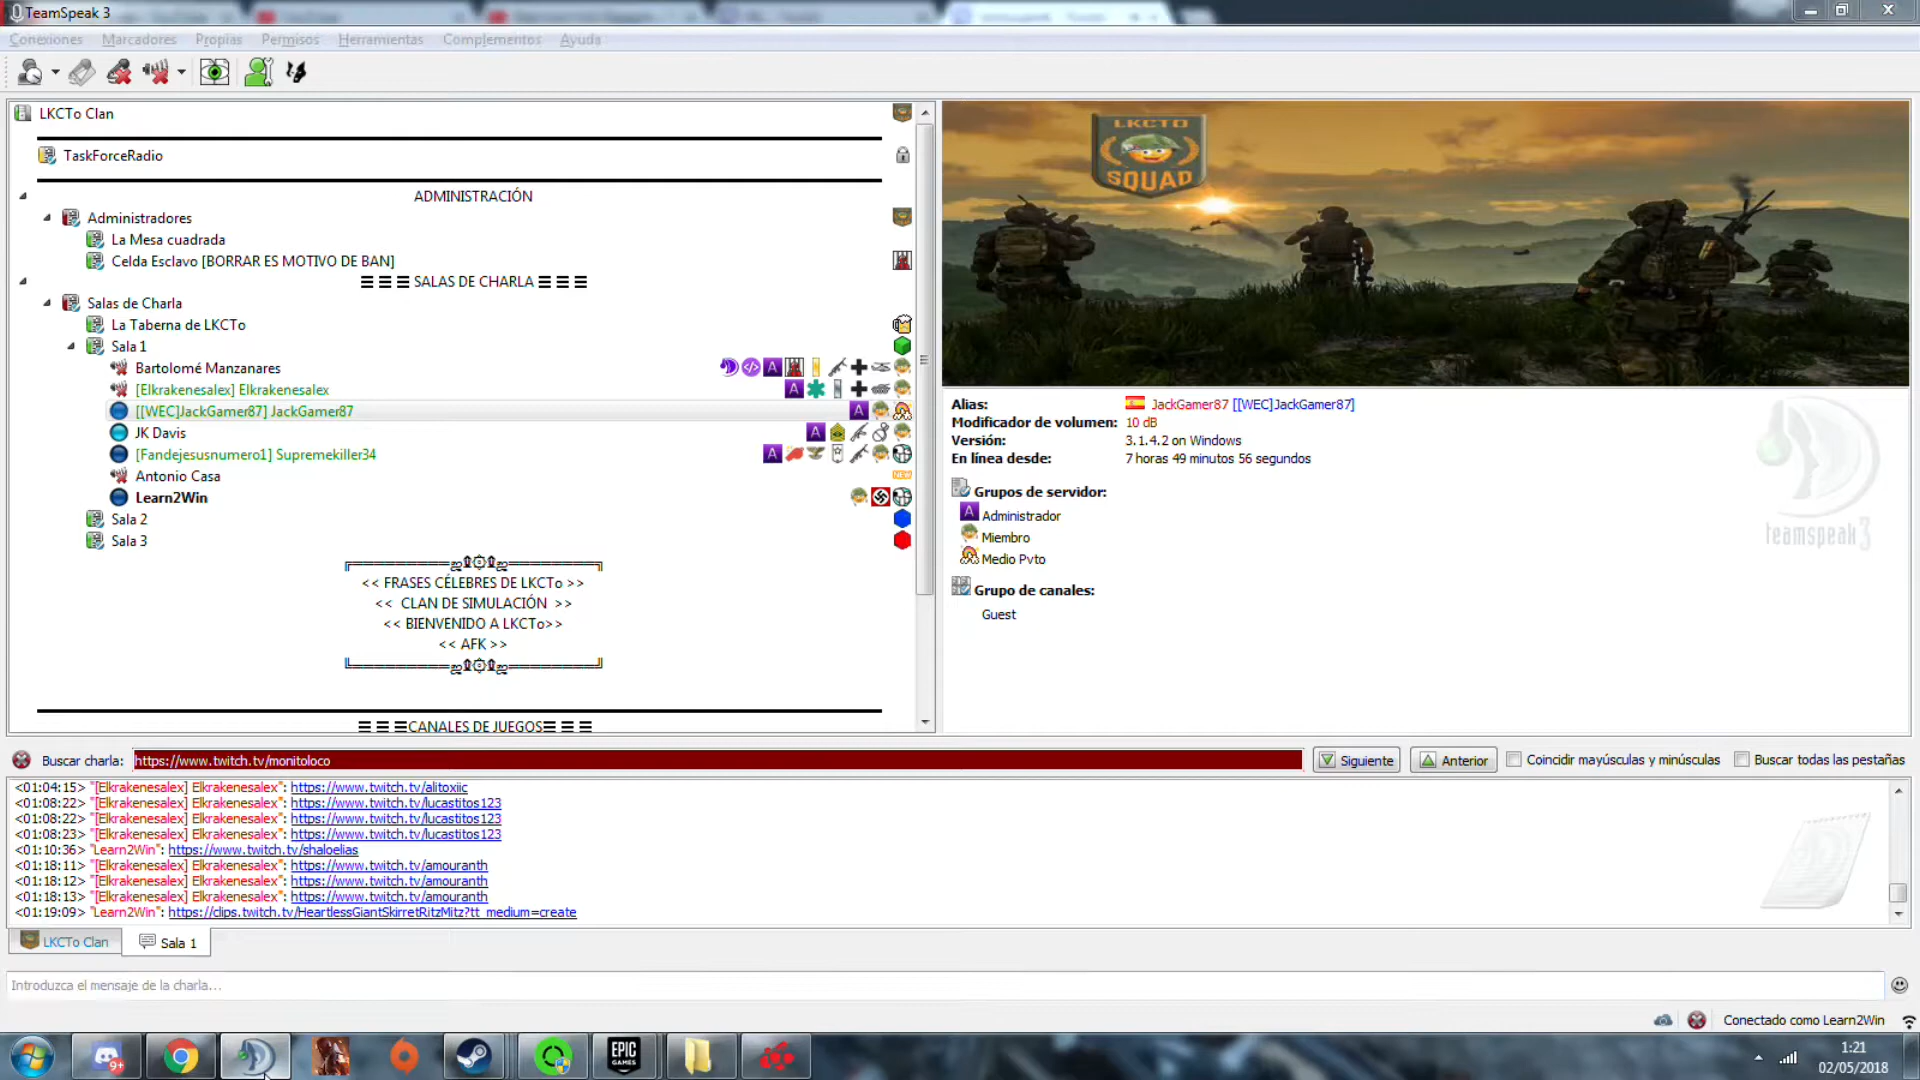 TeamSpeak 3
Conexiones Marcadores Propias Permisos Herramientas Complementos Ayuda
LKCTo Clan
TaskForceRadio
ADMINISTRACIÓN
Administradores
La Mesa cuadrada
Celda Esclavo [BORRAR ES MOTIVO DE BAN]
☰ ☰ ☰ SALAS DE CHARLA ☰ ☰ ☰
Salas de Charla
La Taberna de LKCTo
Sala 1
Bartolomé Manzanares
[Elkrakenesalex] Elkrakenesalex
[[WEC]JackGamer87] JackGamer87
JK Davis
[Fandejesusnumero1] Supremekiller34
Antonio Casa
NEW
Learn2Win
Sala 2
Sala 3
<< FRASES CÉLEBRES DE LKCTo >>
<< CLAN DE SIMULACIÓN >>
<< BIENVENIDO A LKCTo>>
<< AFK >>
☰ ☰ ☰CANALES DE JUEGOS☰ ☰ ☰
LKCTO
SQUAD
Alias: JackGamer87 [[WEC]JackGamer87]
Modificador de volumen: 10 dB
Versión: 3.1.4.2 on Windows
En línea desde: 7 horas 49 minutos 56 segundos
Grupos de servidor:
A Administrador
Miembro
Medio Pvto
Grupo de canales:
Guest
teamspeak 3
Buscar charla: https://www.twitch.tv/monitoloco Siguiente Anterior Coincidir mayúsculas y minúsculas Buscar todas las pestañas
<01:04:15> "[Elkrakenesalex] Elkrakenesalex": https://www.twitch.tv/alitoxiic
<01:08:22> "[Elkrakenesalex] Elkrakenesalex": https://www.twitch.tv/lucastitos123
<01:08:22> "[Elkrakenesalex] Elkrakenesalex": https://www.twitch.tv/lucastitos123
<01:08:23> "[Elkrakenesalex] Elkrakenesalex": https://www.twitch.tv/lucastitos123
<01:10:36> "Learn2Win": https://www.twitch.tv/shaloelias
<01:18:11> "[Elkrakenesalex] Elkrakenesalex": https://www.twitch.tv/amouranth
<01:18:12> "[Elkrakenesalex] Elkrakenesalex": https://www.twitch.tv/amouranth
<01:18:13> "[Elkrakenesalex] Elkrakenesalex": https://www.twitch.tv/amouranth
<01:19:09> "Learn2Win": https://clips.twitch.tv/HeartlessGiantSkirretRitzMitz?tt_medium=create
LKCTo Clan Sala 1
Introduzca el mensaje de la charla...
Conectado como Learn2Win
9+
EPIC
GAMES
1:21
02/05/2018